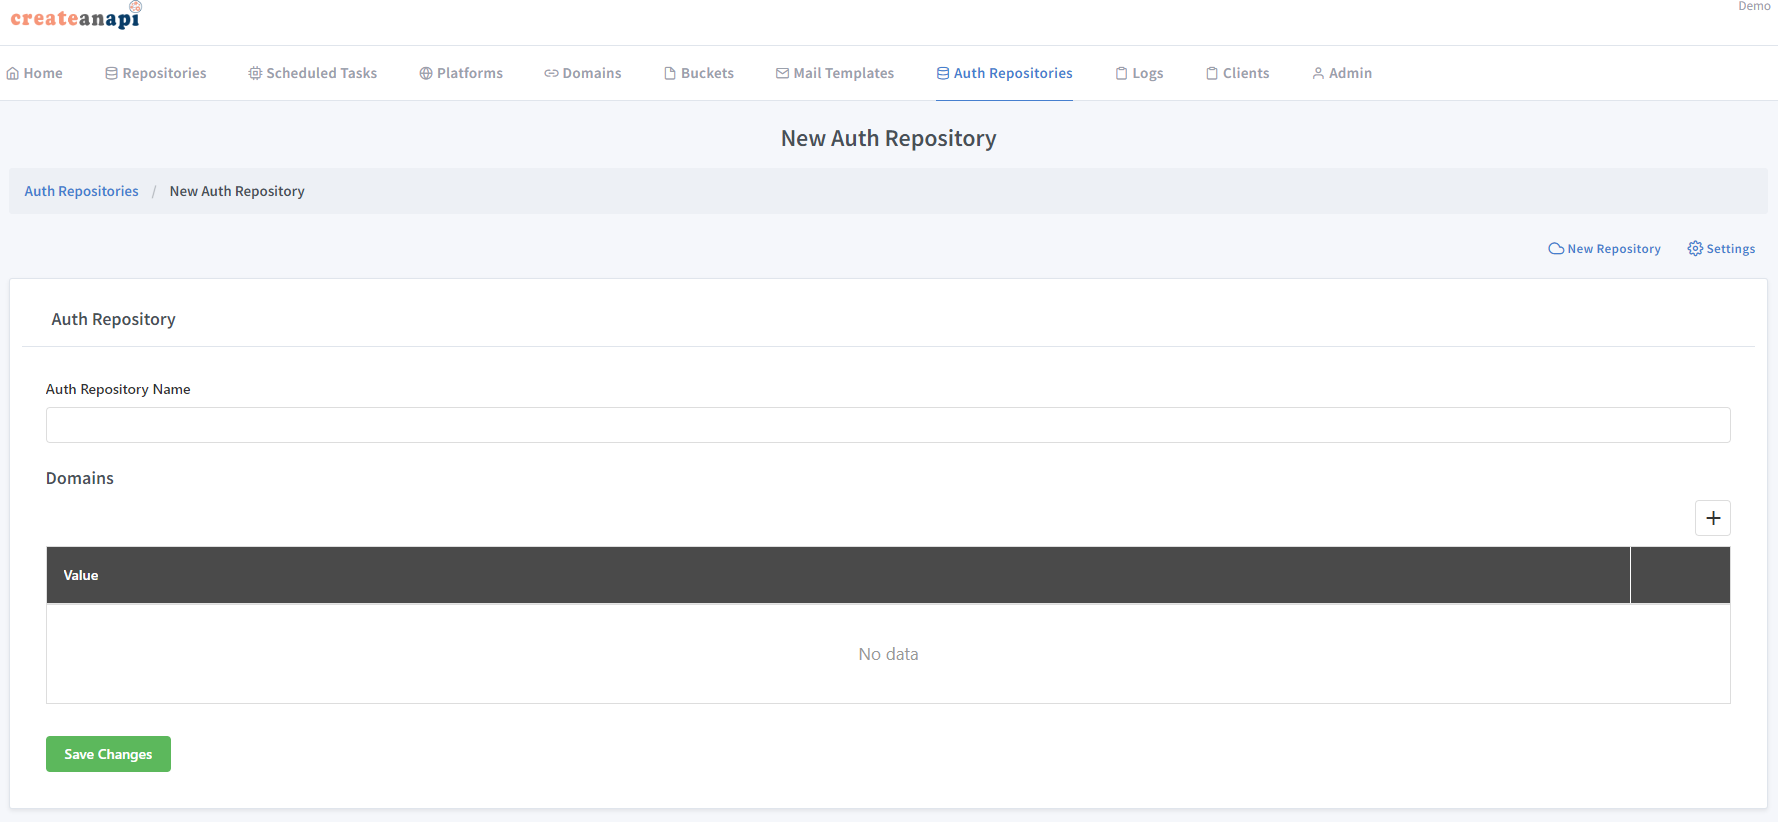 createanapi
Demo
Home Repositories Scheduled Tasks Platforms Domains Buckets Mail Templates Auth Repositories Logs Clients Admin
New Auth Repository
Auth Repositories / New Auth Repository
New Repository Settings
Auth Repository
Auth Repository Name
Domains
Value
No data
Save Changes